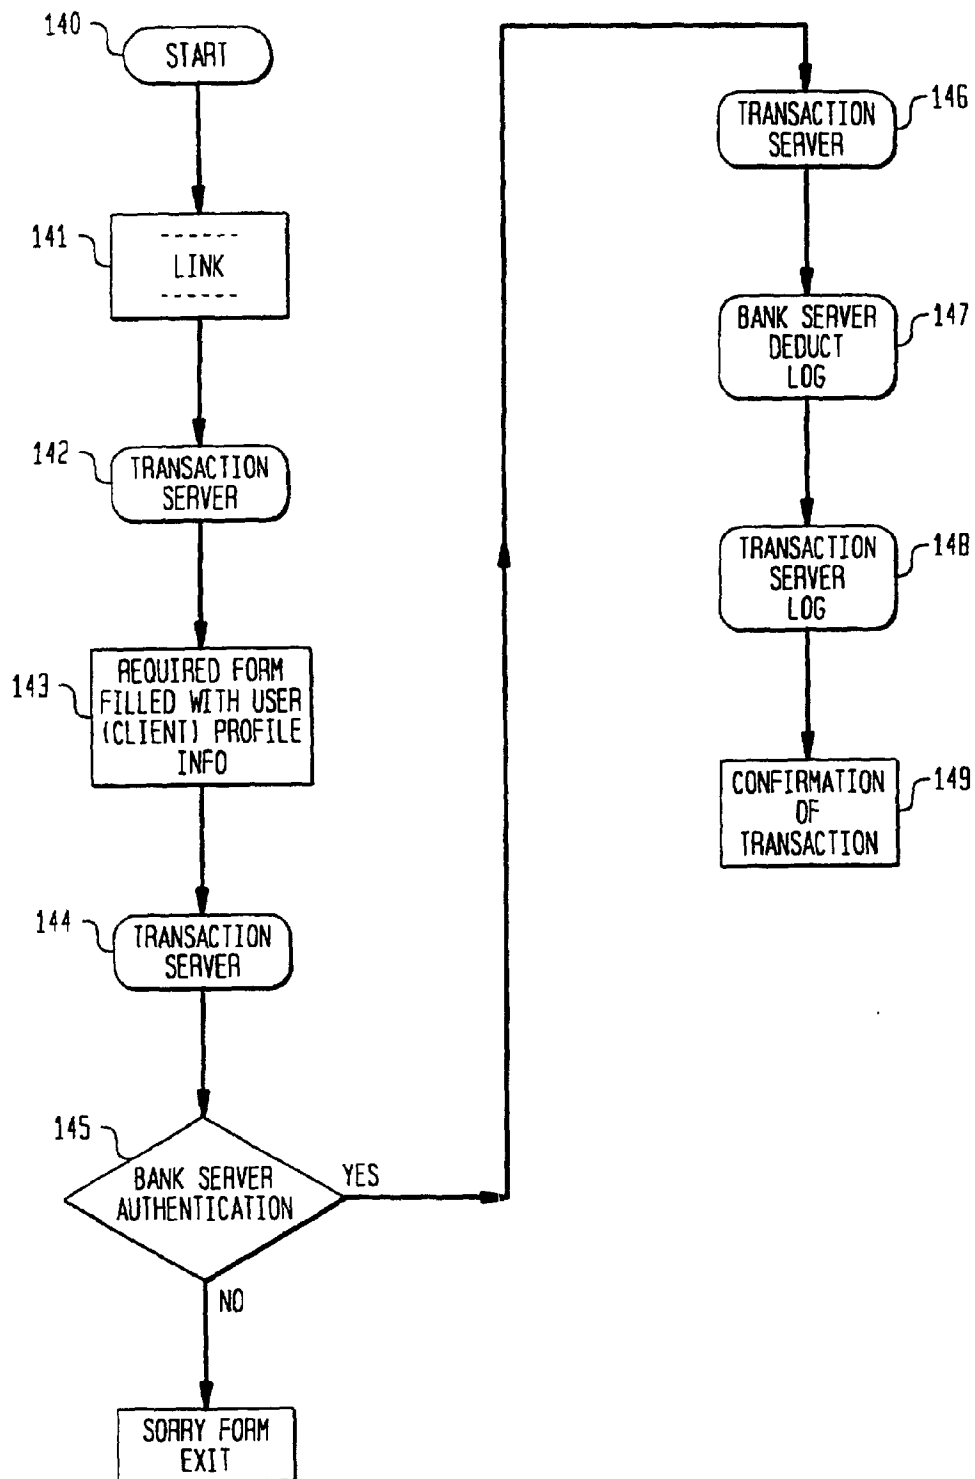 140
START
141
LINK
142
TRANSACTION
SERVER
143
REQUIRED FORM
FILLED WITH USER
(CLIENT) PROFILE
INFO
144
TRANSACTION
SERVER
145
BANK SERVER
AUTHENTICATION
YES
NO
SORRY FORM
EXIT
146
TRANSACTION
SERVER
147
BANK SERVER
DEDUCT
LOG
148
TRANSACTION
SERVER
LOG
149
CONFIRMATION
OF
TRANSACTION